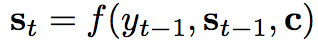 s_t = f(y_{t−1}, s_{t−1}, c)